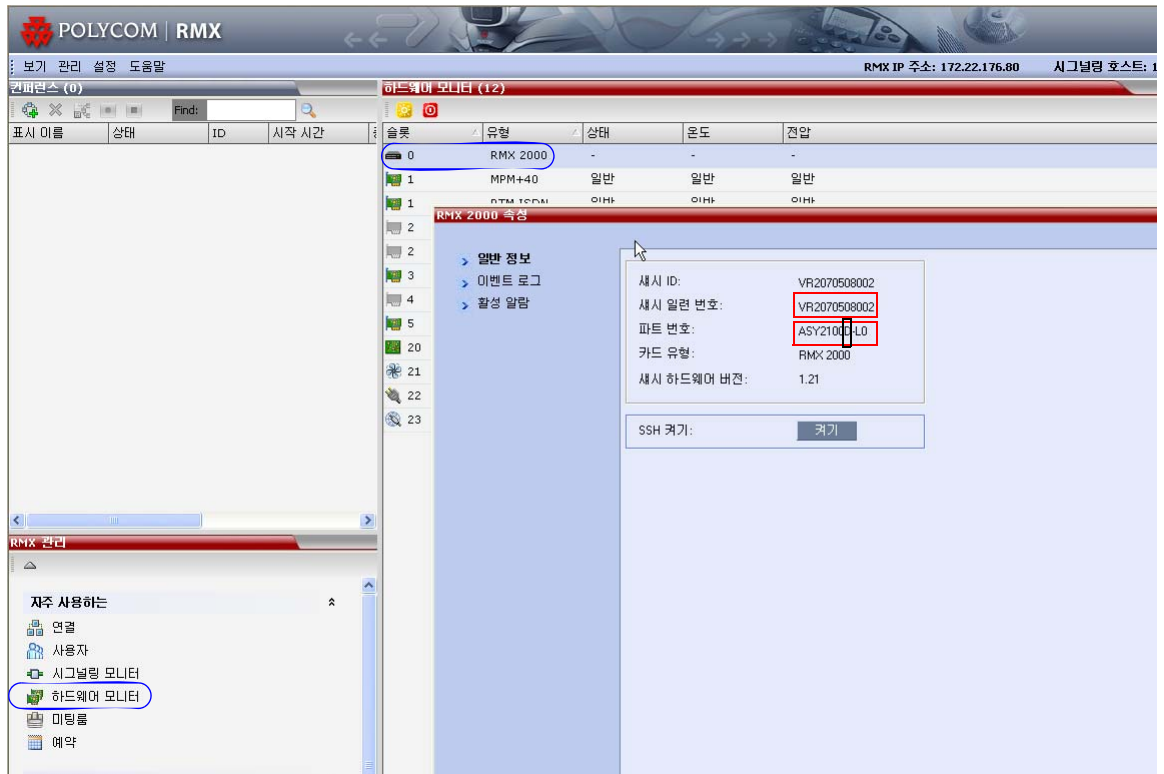 POLYCOM | RMX
보기 관리 설정 도움말
RMX IP 주소: 172.22.176.80 시그널링 호스트: 1
컨퍼런스 (0)
Find:
표시 이름 상태 ID 시작 시간
하드웨어 모니터 (12)
슬롯 유형 상태 온도 전압
0 RMX 2000 - - -
1 MPM+40 일반 일반 일반
1 RTM ISDN 일반 일반 일반
2
2
3
4
5
20
21
22
23
RMX 2000 속성
일반 정보
이벤트 로그
활성 알람
섀시 ID: VR2070508002
섀시 일련 번호: VR2070508002
파트 번호: ASY2100D-L0
카드 유형: RMX 2000
섀시 하드웨어 버전: 1.21
SSH 켜기: 켜기
RMX 관리
자주 사용하는
연결
사용자
시그널링 모니터
하드웨어 모니터
미팅룸
예약